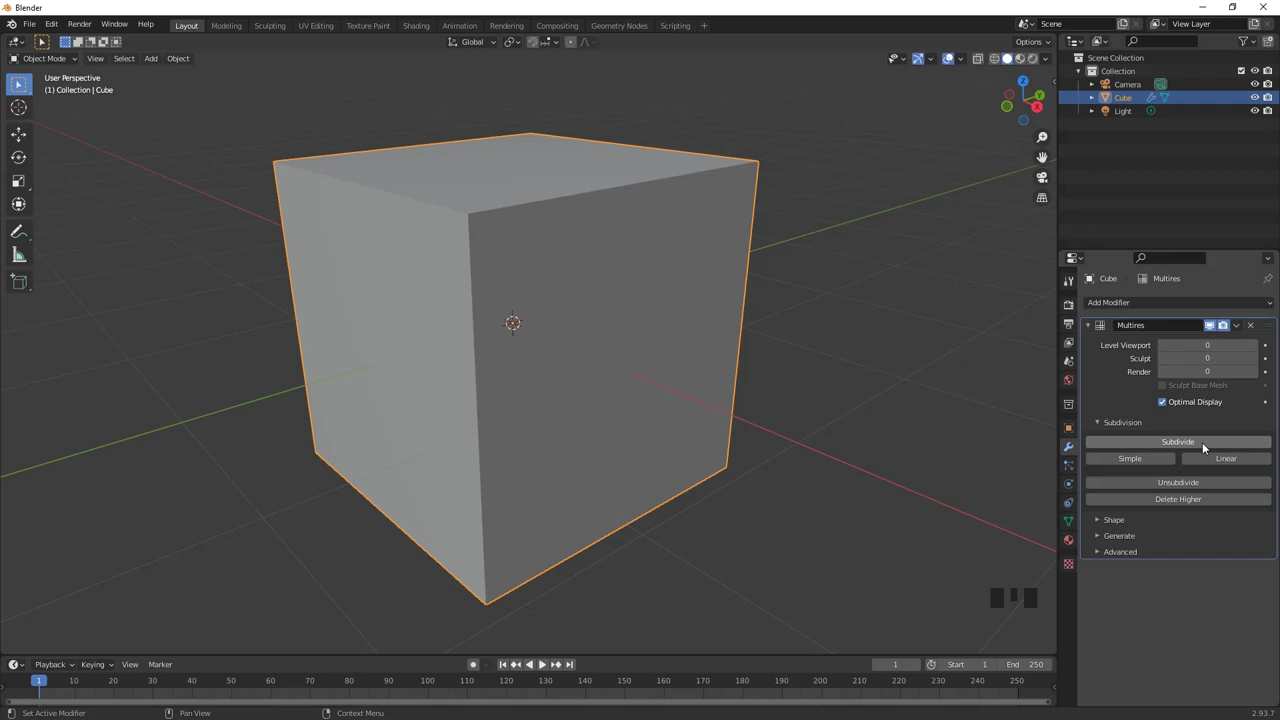 Blender
File Edit Render Window Help Layout Modeling Sculpting UV Editing Texture Paint Shading Animation Rendering Compositing Geometry Nodes Scripting + Scene View Layer
Global Options
Object Mode View Select Add Object
User Perspective
(1) Collection | Cube
Scene Collection
Collection
Camera
Cube
Light
Z
Y
X
Cube Multires
Add Modifier
Multires
Level Viewport 0
Sculpt 0
Render 0
Sculpt Base Mesh
Optimal Display
Subdivision
Subdivide
Simple Linear
Unsubdivide
Delete Higher
Shape
Generate
Advanced
Playback Keying View Marker 1 Start 1 End 250
1 10 20 30 40 50 60 70 80 90 100 110 120 130 140 150 160 170 180 190 200 210 220 230 240 250
Set Active Modifier Pan View Context Menu 2.93.7